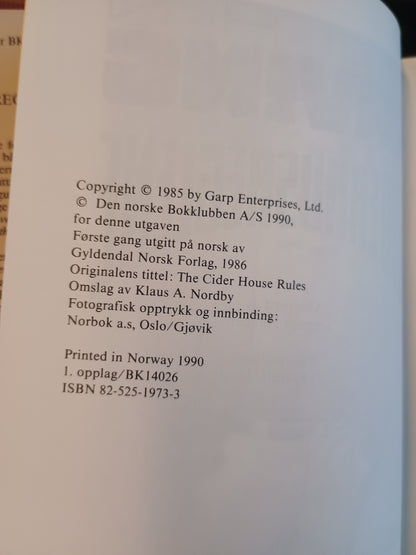 Copyright © 1985 by Garp Enterprises, Ltd.
© Den norske Bokklubben A/S 1990,
for denne utgaven
Første gang utgitt på norsk av
Gyldendal Norsk Forlag, 1986
Originalens tittel: The Cider House Rules
Omslag av Klaus A. Nordby
Fotografisk opptrykk og innbinding:
Norbok a.s, Oslo/Gjøvik
Printed in Norway 1990
1. opplag/BK14026
ISBN 82-525-1973-3